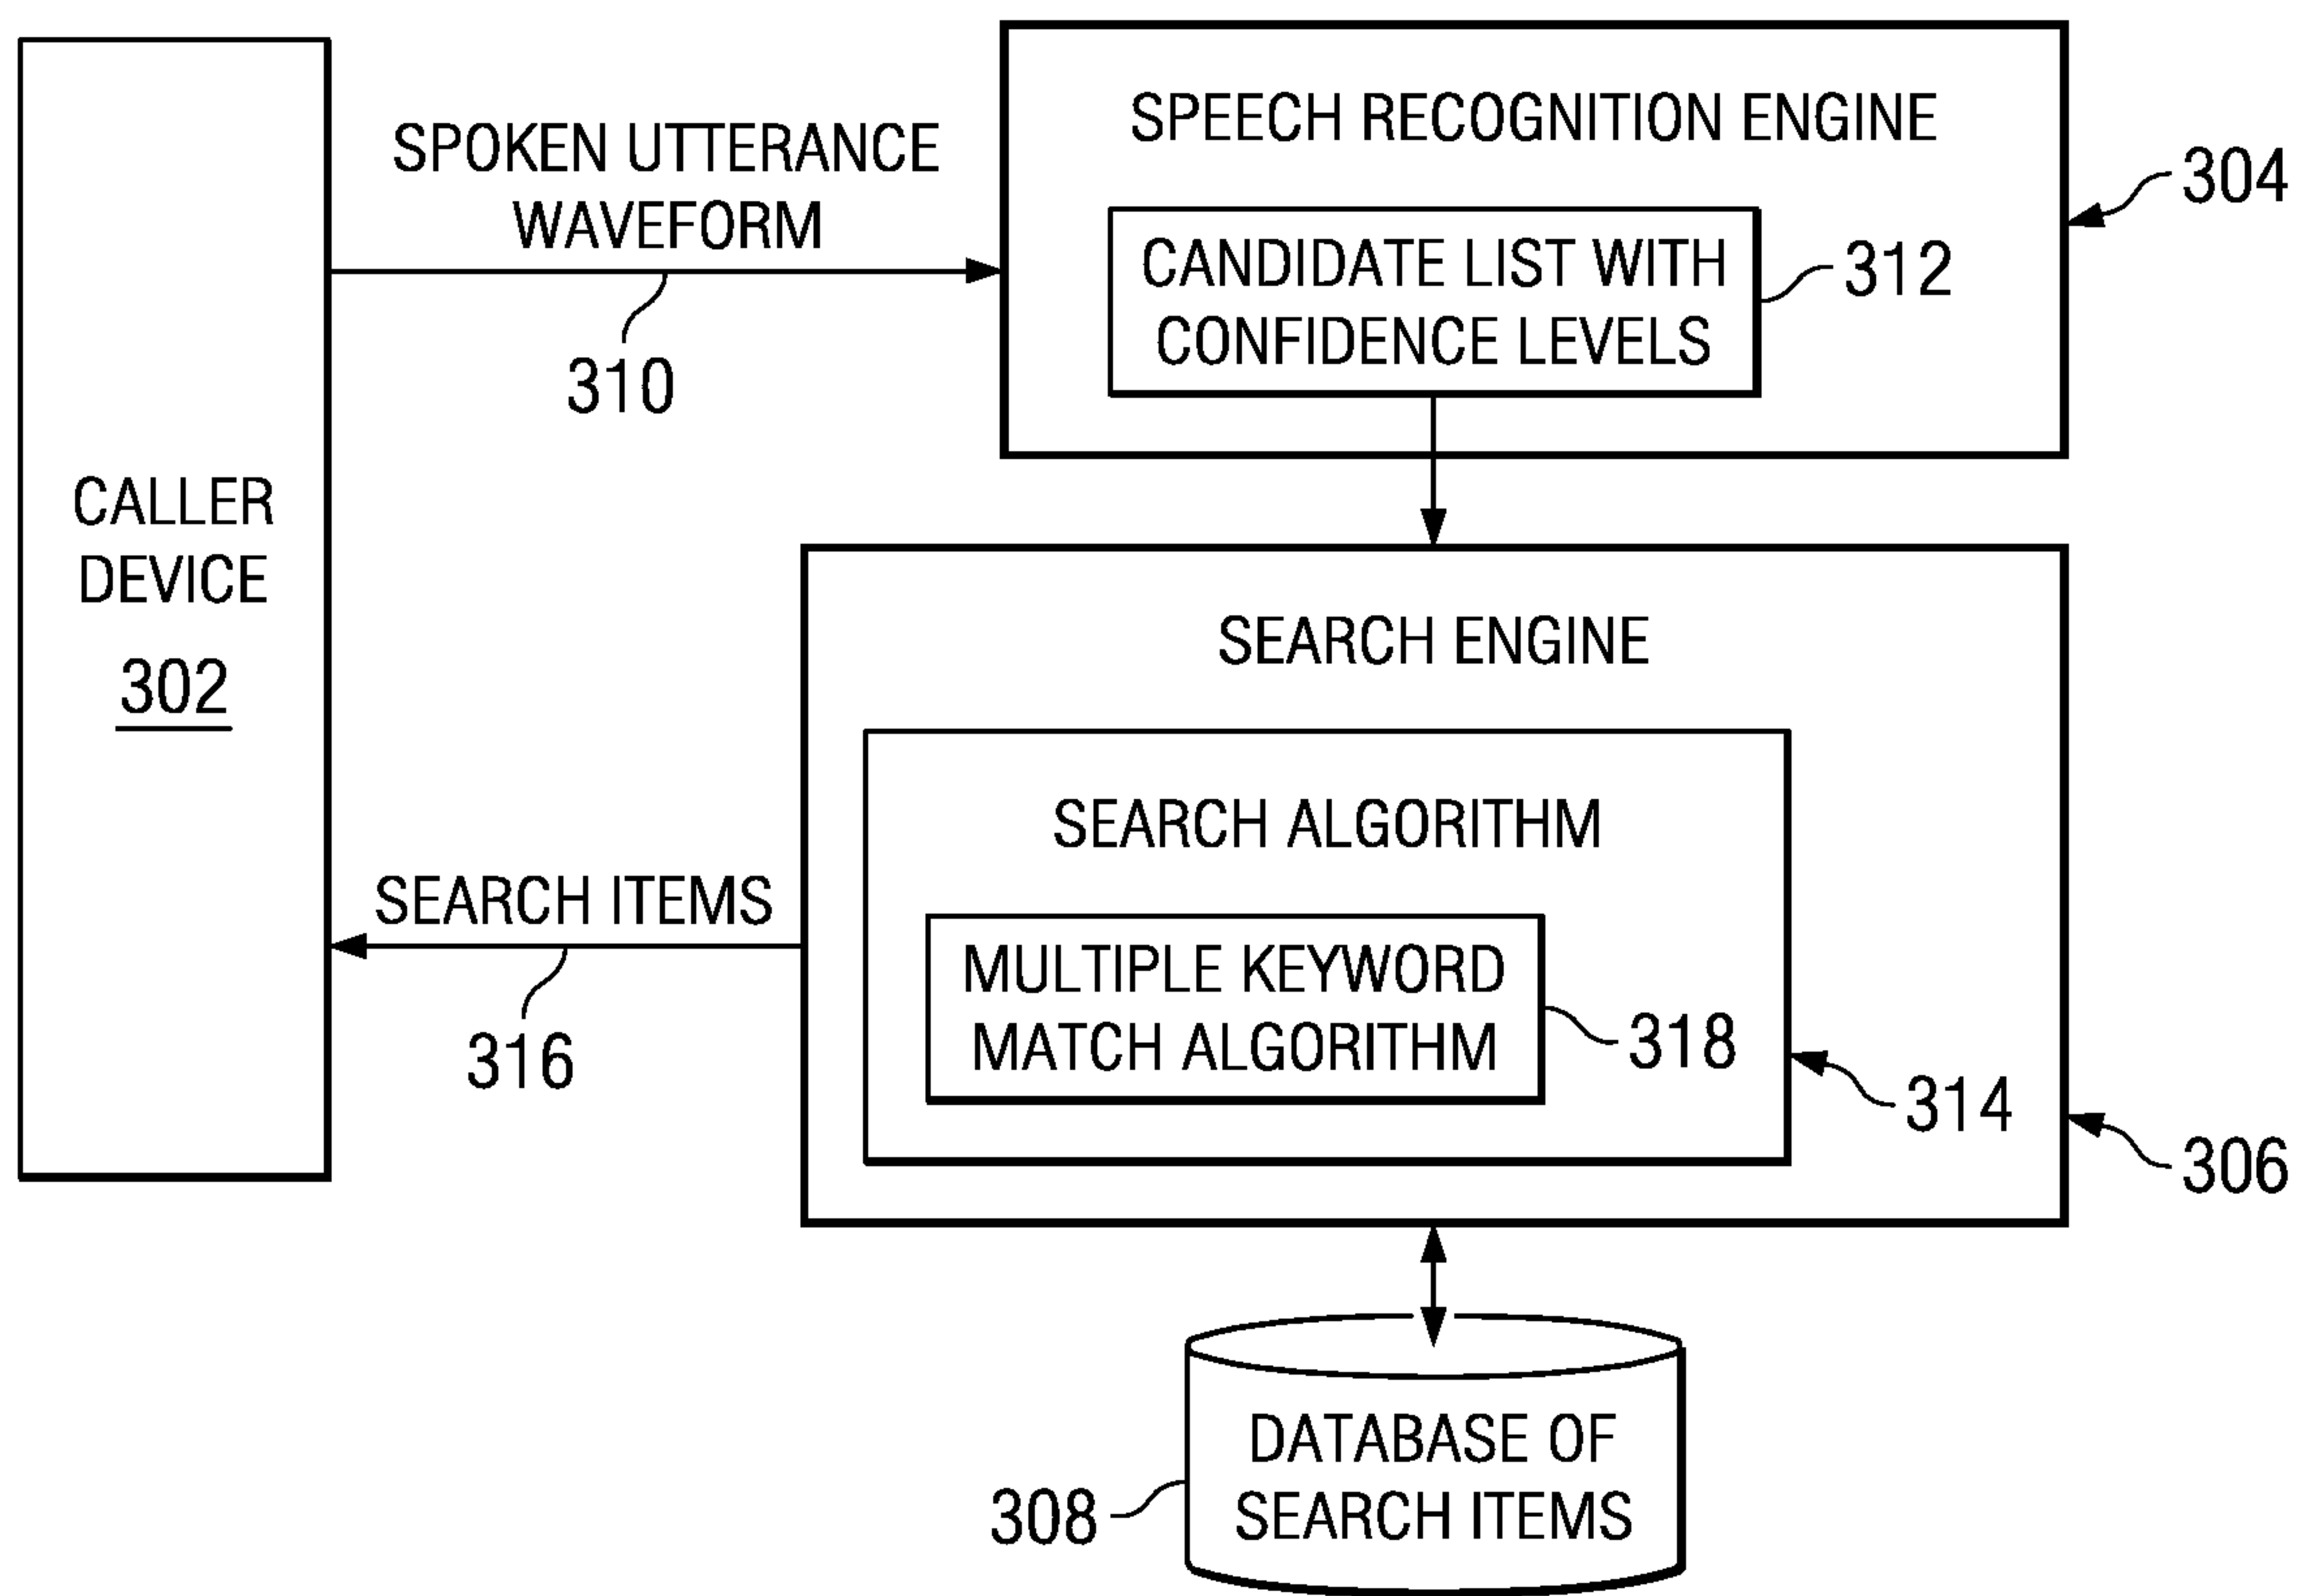 SPEECH RECOGNITION ENGINE
304
SPOKEN UTTERANCE
WAVEFORM
310
CANDIDATE LIST WITH
CONFIDENCE LEVELS
312
CALLER
DEVICE
302
SEARCH ENGINE
SEARCH ALGORITHM
SEARCH ITEMS
316
MULTIPLE KEYWORD
MATCH ALGORITHM
318
314
306
DATABASE OF
SEARCH ITEMS
308